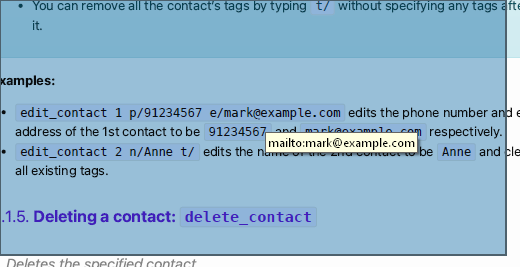 • You can remove all the contact's tags by typing t/ without specifying any tags after
it.
xamples:
• edit_contact 1 p/91234567 e/mark@example.com edits the phone number and e
address of the 1st contact to be 91234567 and mark@example.com respectively.
mailto:mark@example.com
• edit_contact 2 n/Anne t/ edits the name of the 2nd contact to be Anne and cle
all existing tags.
.1.5. Deleting a contact: delete_contact
Deletes the specified contact